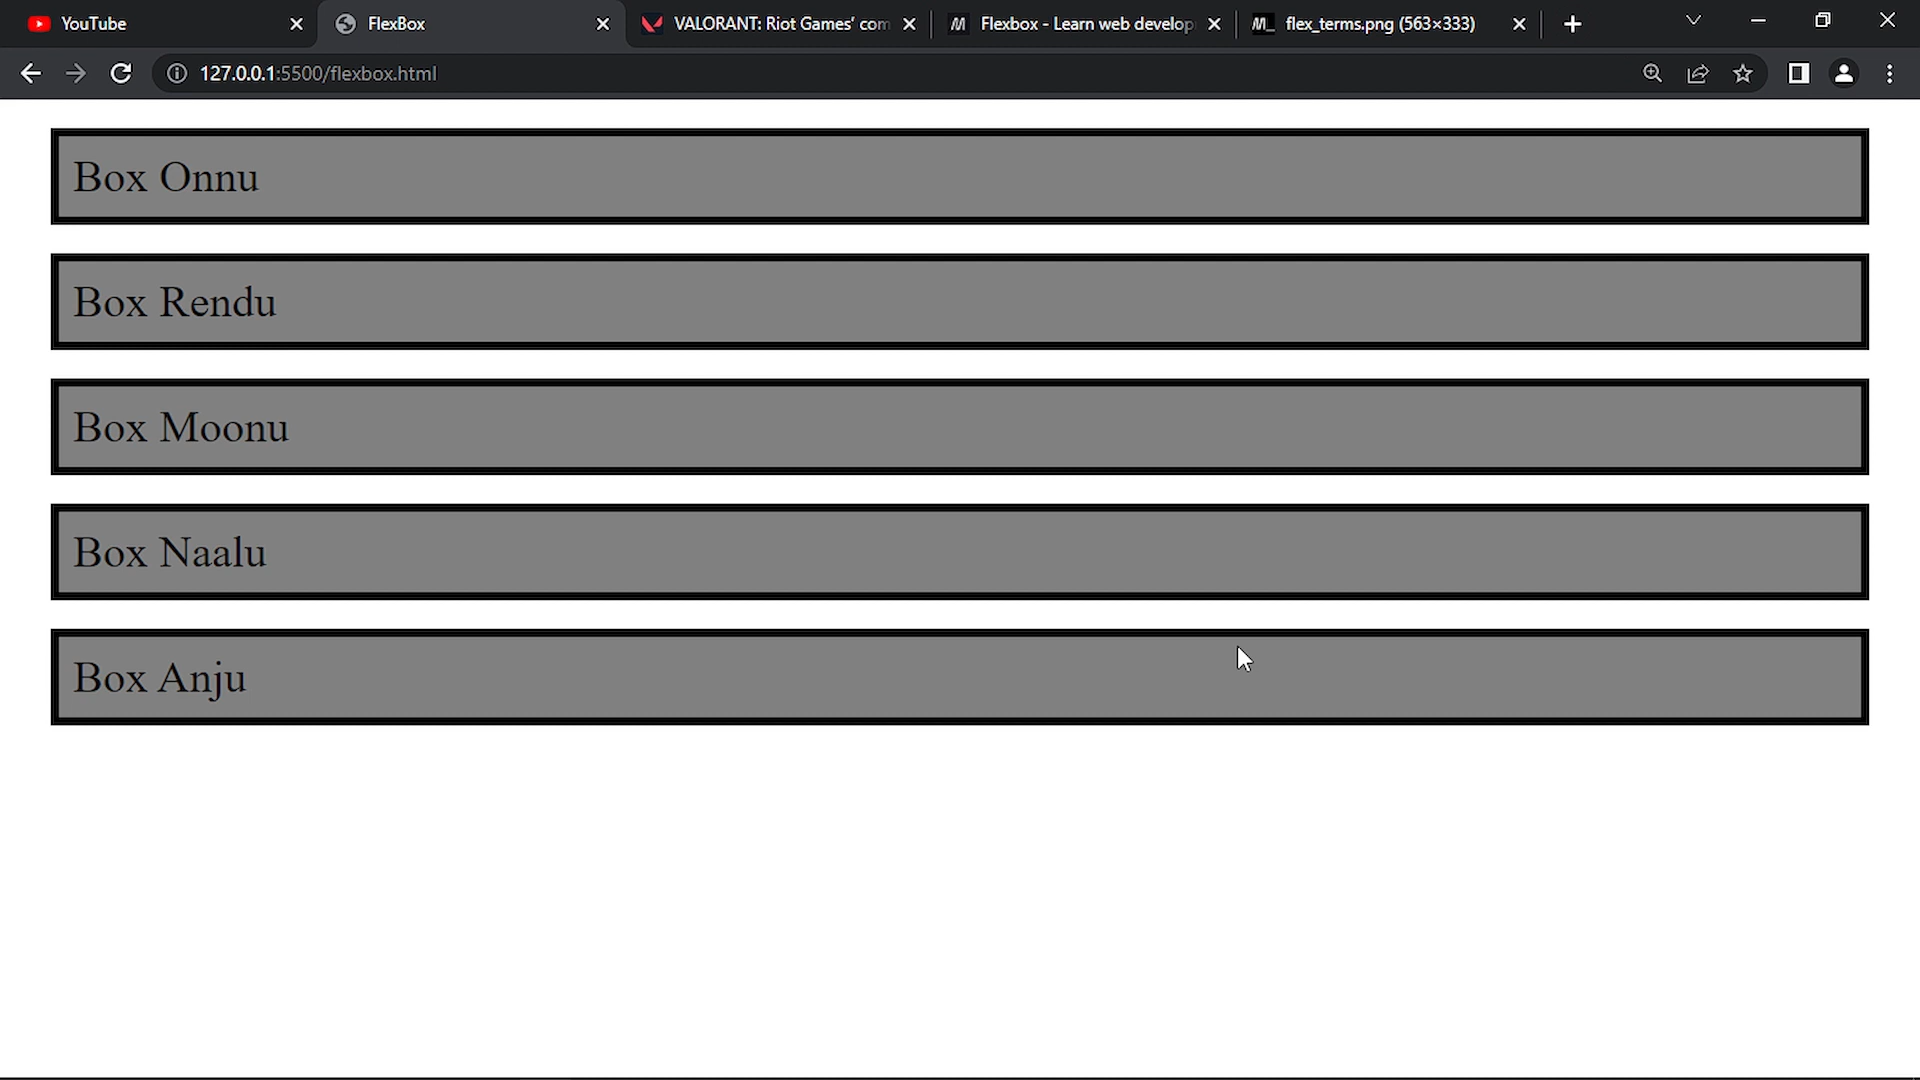 YouTube
FlexBox
VALORANT: Riot Games' com
Flexbox - Learn web develop
flex_terms.png (563×333)
127.0.0.1:5500/flexbox.html
Box Onnu
Box Rendu
Box Moonu
Box Naalu
Box Anju